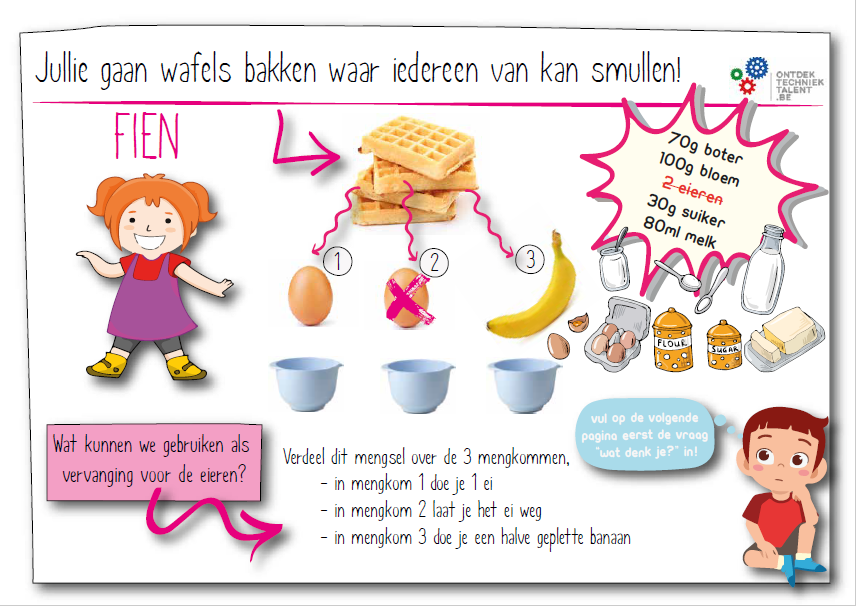 Jullie gaan wafels bakken waar iedereen van kan smullen!
ONTDEK
TECHNIEK
TALENT
.BE
FIEN
70g boter
100g bloem
2 eieren
30g suiker
80ml melk
1
2
3
FLOUR
SUGAR
Wat kunnen we gebruiken als
vervanging voor de eieren?
Verdeel dit mengsel over de 3 mengkommen,
- in mengkom 1 doe je 1 ei
- in mengkom 2 laat je het ei weg
- in mengkom 3 doe je een halve geplette banaan
vul op de volgende
pagina eerst de vraag
"wat denk je?" in!